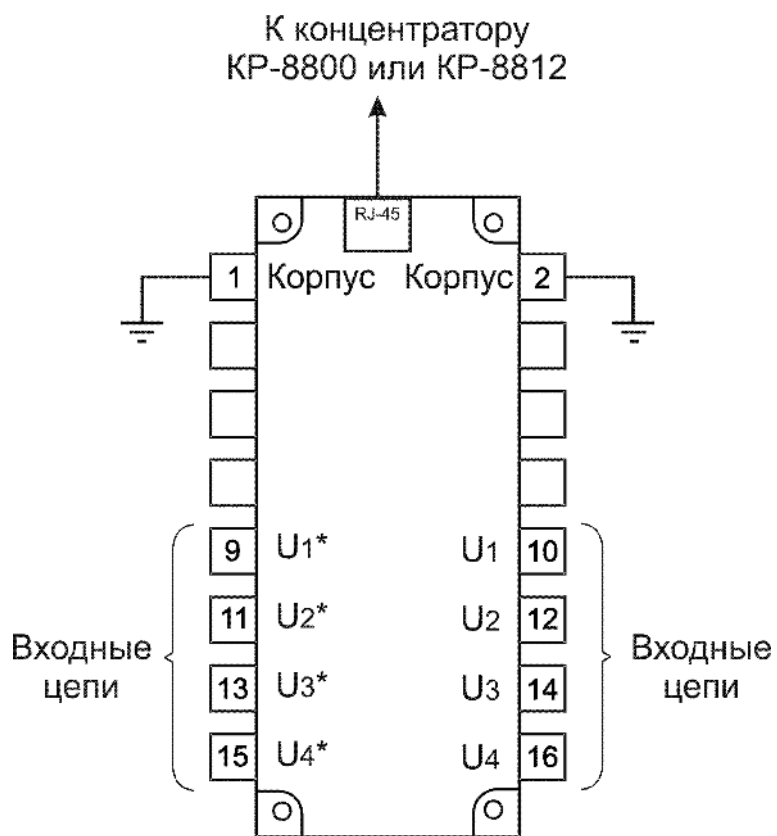 К концентратору
КР-8800 или КР-8812
RJ-45
1 Корпус Корпус 2
9 U1* U1 10
11 U2* U2 12
Входные
цепи
Входные
цепи
13 U3* U3 14
15 U4* U4 16